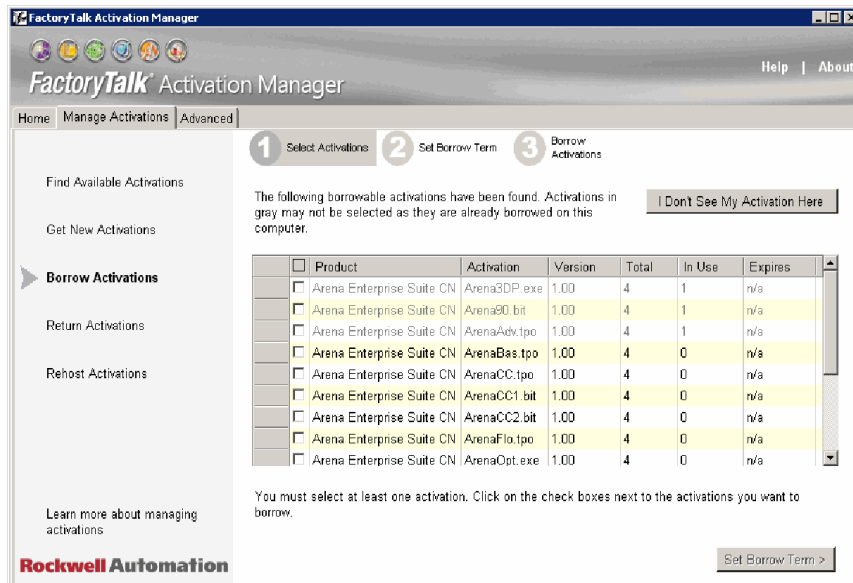 FactoryTalk Activation Manager
FactoryTalk Activation Manager
Help | About
Home Manage Activations Advanced
1 Select Activations 2 Set Borrow Term 3 Borrow
Activations
Find Available Activations
Get New Activations
Borrow Activations
Return Activations
Rehost Activations
Learn more about managing
activations
Rockwell Automation
The following borrowable activations have been found. Activations in
gray may not be selected as they are already borrowed on this
computer.
I Don't See My Activation Here
Product Activation Version Total In Use Expires
Arena Enterprise Suite CN Arena3DP.exe 1.00 4 1 n/a
Arena Enterprise Suite CN Arena90.bit 1.00 4 1 n/a
Arena Enterprise Suite CN ArenaAdv.tpo 1.00 4 1 n/a
Arena Enterprise Suite CN ArenaBas.tpo 1.00 4 0 n/a
Arena Enterprise Suite CN ArenaCC.tpo 1.00 4 0 n/a
Arena Enterprise Suite CN ArenaCC1.bit 1.00 4 0 n/a
Arena Enterprise Suite CN ArenaCC2.bit 1.00 4 0 n/a
Arena Enterprise Suite CN ArenaFlo.tpo 1.00 4 0 n/a
Arena Enterprise Suite CN ArenaOpt.exe 1.00 4 0 n/a
You must select at least one activation. Click on the check boxes next to the activations you want to
borrow.
Set Borrow Term >